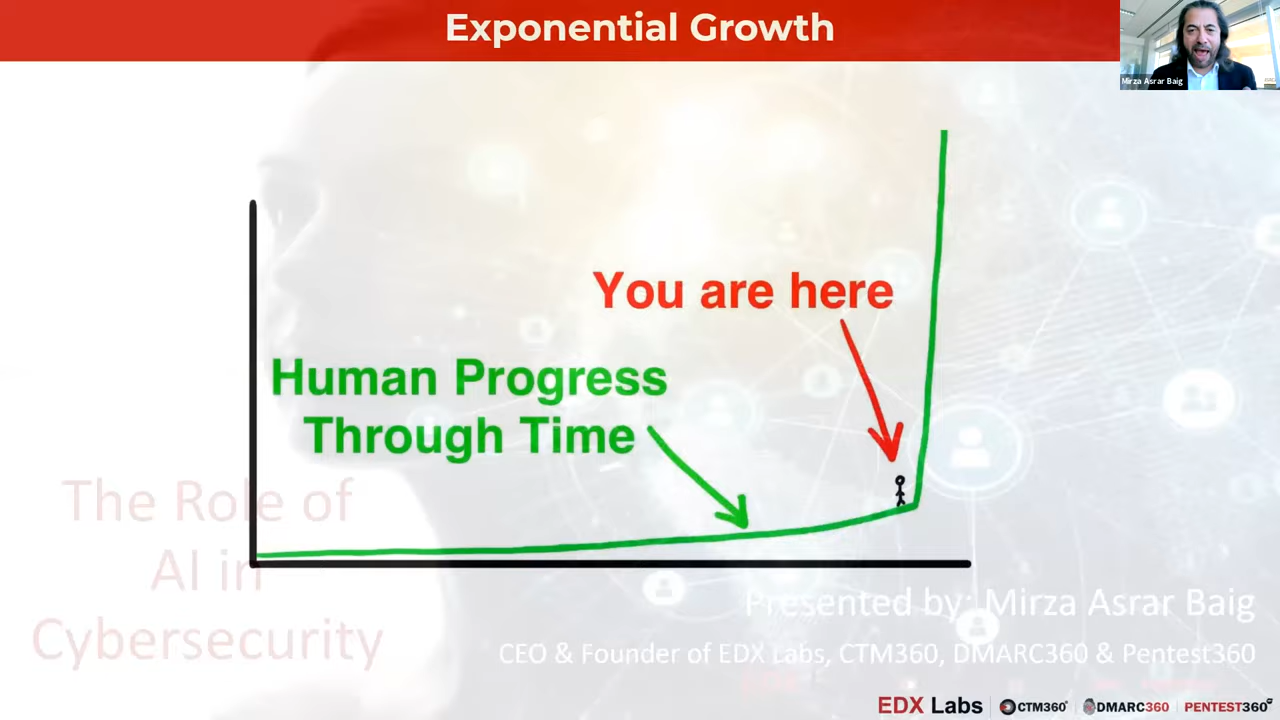 Exponential Growth
Mirza Asrar Baig
You are here
Human Progress
Through Time
The Role of
AI in
Cybersecurity
Presented by: Mirza Asrar Baig
CEO & Founder of EDX Labs, CTM360, DMARC360 & Pentest360
EDX Labs CTM360 DMARC360 PENTEST360